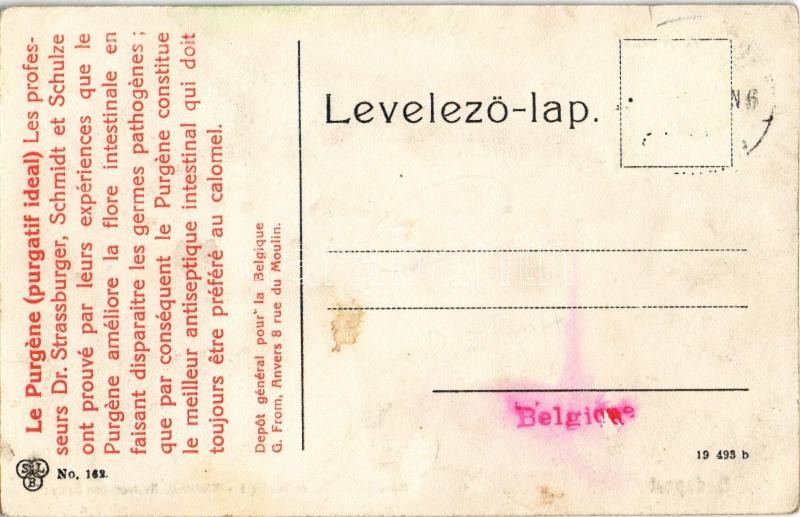 Le Purgène (purgatif ideal) Les profes-
seurs Dr. Strassburger, Schmidt et Schulze
ont prouvé par leurs expériences que le
Purgène améliore la flore intestinale en
faisant disparaitre les germes pathogènes;
que par conséquent le Purgène constitue
le meilleur antiseptique intestinal qui doit
toujours être préféré au calomel.
Depôt général pour la Belgique
G. From, Anvers 8 rue du Moulin.
S L
B.
No. 162.
Levelezö-lap.
N 6
Belgique
19 493 b